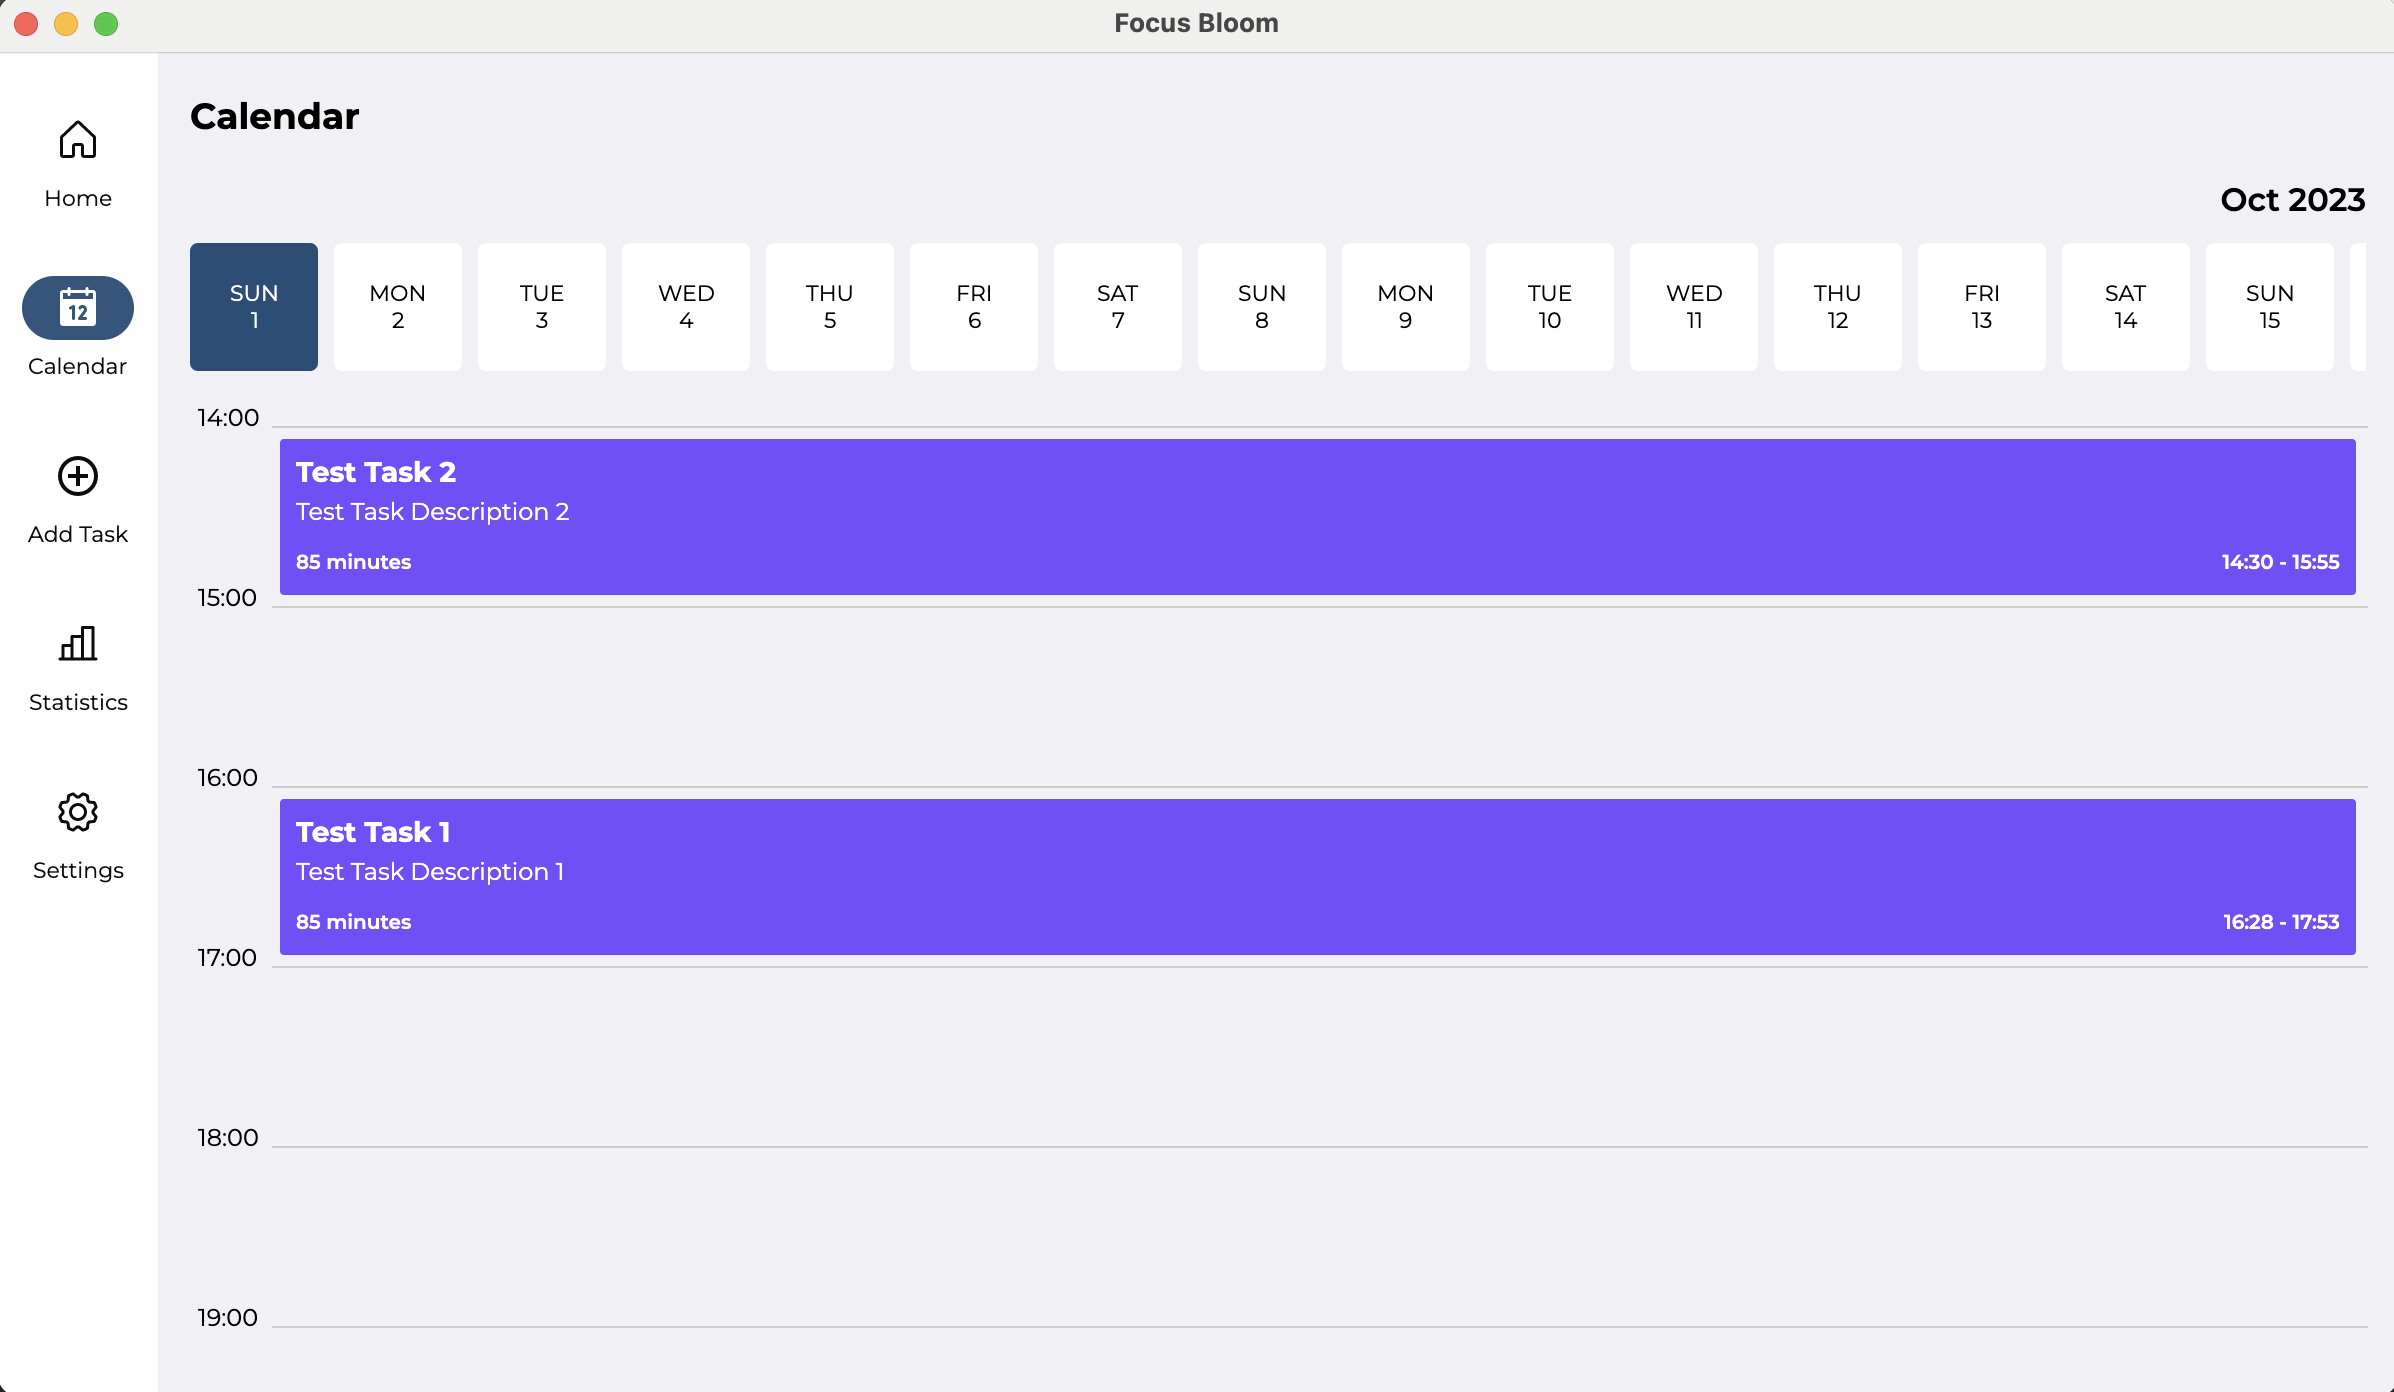 Focus Bloom
Home
12
Calendar
Add Task
Statistics
Settings
Calendar
Oct 2023
SUN MON TUE WED THU FRI SAT SUN MON TUE WED THU FRI SAT SUN
1 2 3 4 5 6 7 8 9 10 11 12 13 14 15
14:00
Test Task 2
Test Task Description 2
85 minutes 14:30 - 15:55
15:00
16:00
Test Task 1
Test Task Description 1
85 minutes 16:28 - 17:53
17:00
18:00
19:00